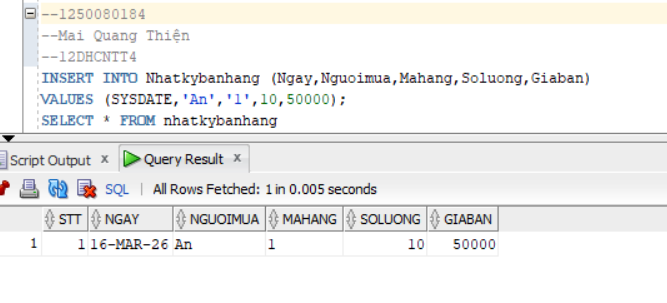 --1250080184
--Mai Quang Thiện
--12DHCNTT4
INSERT INTO Nhatkybanhang (Ngay,Nguoimua,Mahang,Soluong,Giaban)
VALUES (SYSDATE,'An','1',10,50000);
SELECT * FROM nhatkybanhang
Script Output x Query Result x
SQL | All Rows Fetched: 1 in 0.005 seconds
STT NGAY NGUOIMUA MAHANG SOLUONG GIABAN
1 1 16-MAR-26 An 1 10 50000